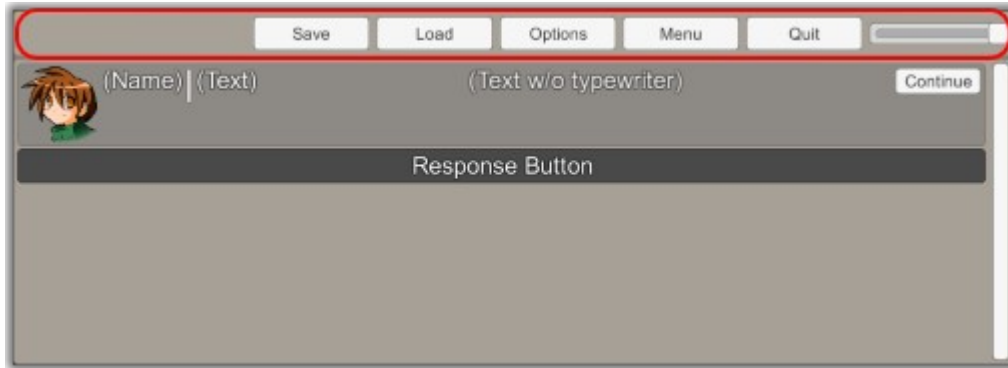 Save Load Options Menu Quit
(Name) (Text) (Text w/o typewriter) Continue
Response Button